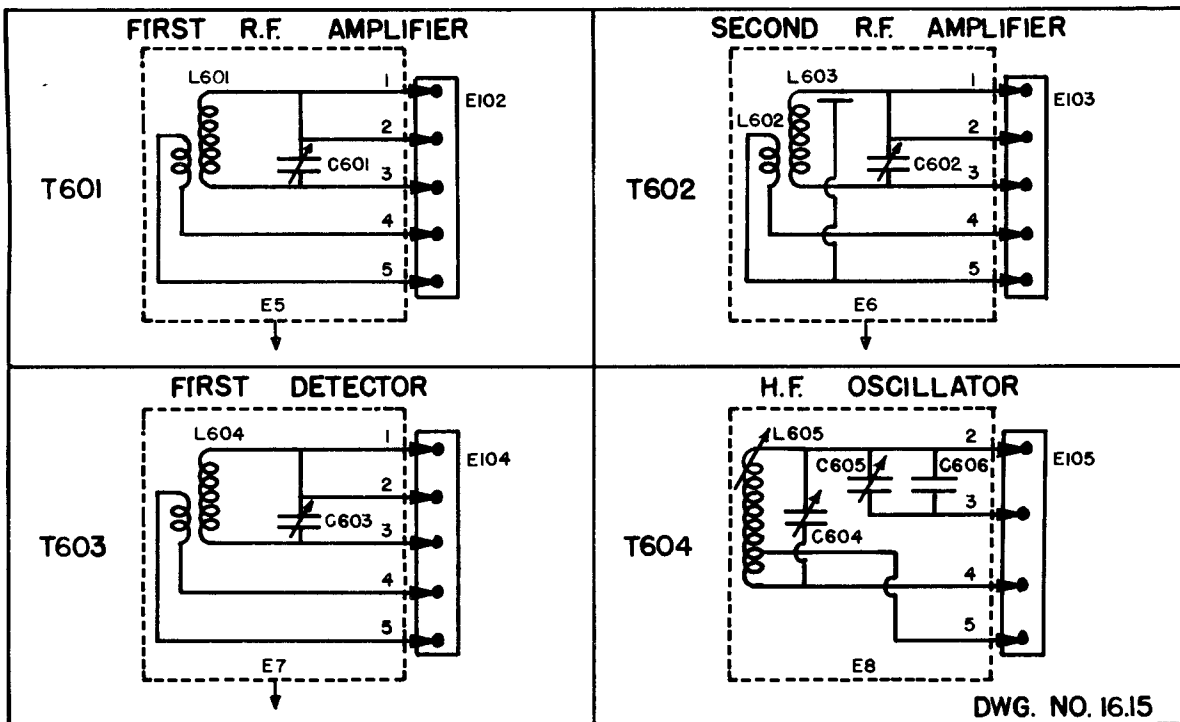 FIRST R.F. AMPLIFIER
L601
1
E102
2
C601
3
T601
4
5
E5
SECOND R.F. AMPLIFIER
L603
1
E103
L602
2
C602
3
T602
4
5
E6
FIRST DETECTOR
L604
1
E104
2
C603
3
T603
4
5
E7
H.F. OSCILLATOR
L605
2
C605
C606
E105
3
C604
T604
4
5
E8
DWG. NO. 16.15